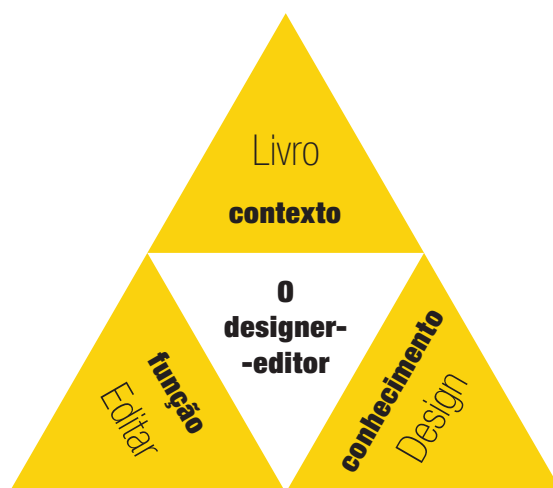 Livro
contexto
O
designer-
-editor
função
Editar
conhecimento
Design